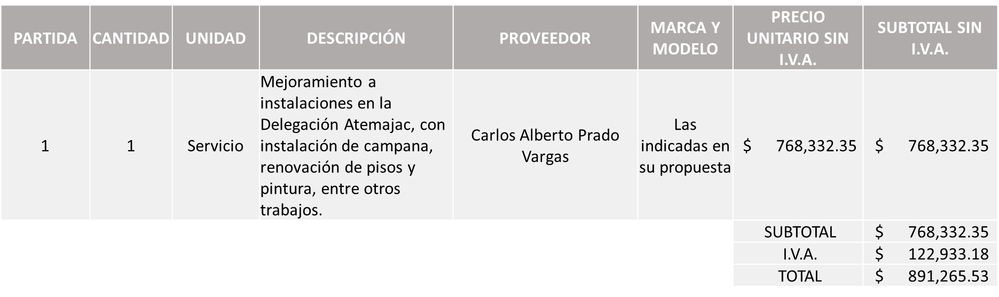 PARTIDA CANTIDAD UNIDAD DESCRIPCIÓN PROVEEDOR MARCA Y MODELO PRECIO UNITARIO SIN I.V.A. SUBTOTAL SIN I.V.A.
1
1
Servicio
Mejoramiento a
instalaciones en la
Delegación Atemajac, con
instalación de campana,
renovación de pisos y
pintura, entre otros
trabajos.
Carlos Alberto Prado
Vargas
Las
indicadas en
su propuesta
$ 768,332.35
$ 768,332.35
SUBTOTAL $ 768,332.35
I.V.A. $ 122,933.18
TOTAL $ 891,265.53